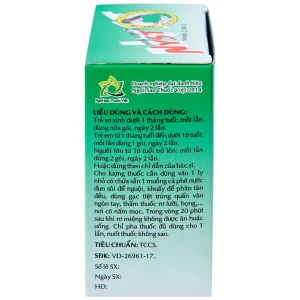 Ngôi sao Thuốc Việt
Doanh nghiệp đạt danh hiệu
Ngôi Sao Thuốc Việt 2014
LIỀU DÙNG VÀ CÁCH DÙNG:
Trẻ sơ sinh dưới 1 tháng tuổi: mỗi lần
dùng nửa gói, ngày 2 lần.
Trẻ em từ 1 tháng tuổi đến dưới 18 tuổi:
mỗi lần dùng 1 gói, ngày 2 lần.
Người lớn từ 18 tuổi trở lên: mỗi lần
dùng 2 gói, ngày 2 lần.
Hoặc dùng theo chỉ dẫn của bác sĩ.
Cho lượng thuốc cần dùng vào 1 ly
nhỏ có chứa sẵn 1 muỗng cà phê nước
đun sôi để nguội, khuấy để phân tán
đều, dùng gạc tiệt trùng quấn vào
ngón tay, thấm thuốc rơ lưỡi, họng,...
nơi có nấm mọc. Trong vòng 20 phút
sau khi rơ miệng không được ăn hoặc
uống. Chỉ pha thuốc đủ dùng cho 1
lần, nuốt thuốc không sao.
TIÊU CHUẨN: TCCS.
SĐK: VD-26961-17.
Số lô SX:
Ngày SX:
HD: